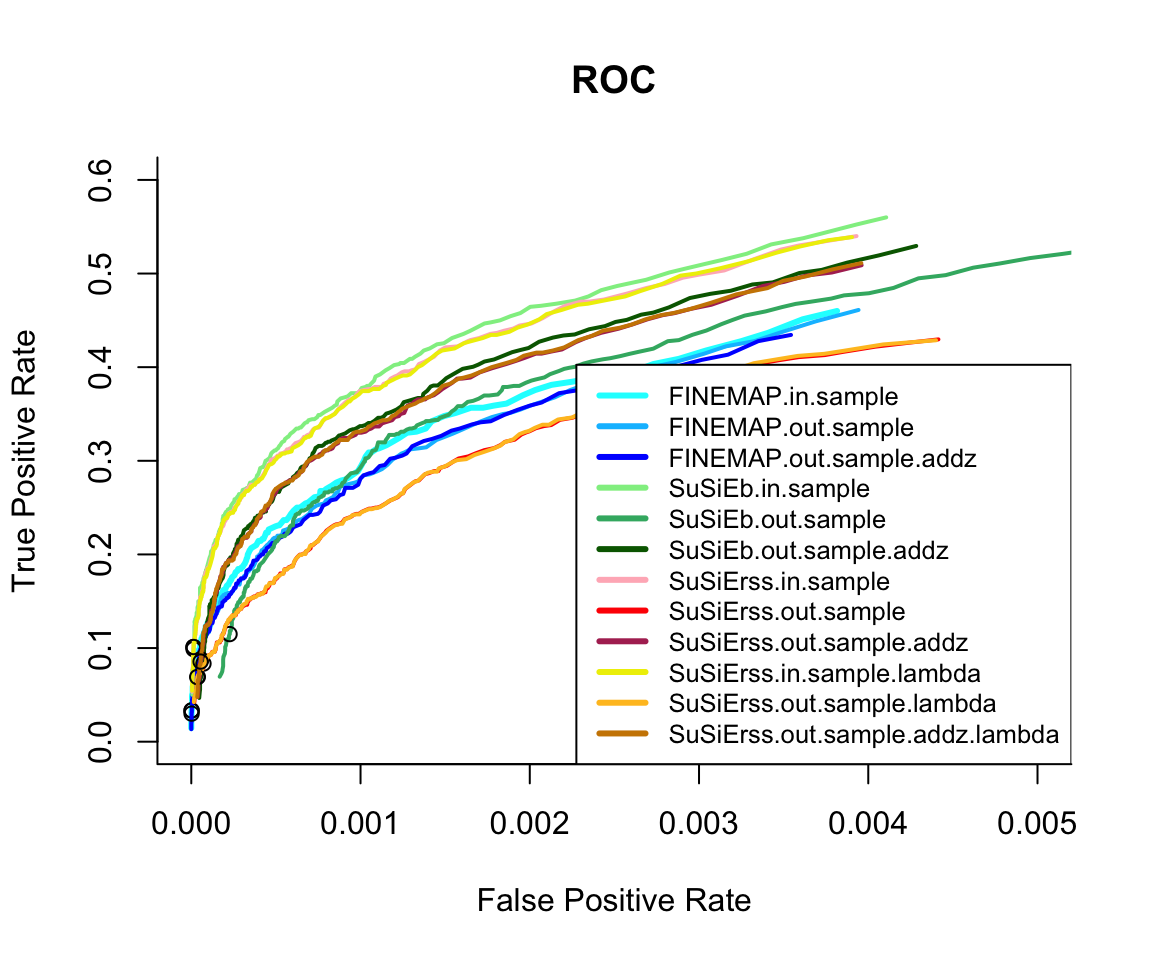 ROC
True Positive Rate
0.6
0.5
0.4
0.3
0.2
0.1
0.0
FINEMAP.in.sample
FINEMAP.out.sample
FINEMAP.out.sample.addz
SuSiEb.in.sample
SuSiEb.out.sample
SuSiEb.out.sample.addz
SuSiErss.in.sample
SuSiErss.out.sample
SuSiErss.out.sample.addz
SuSiErss.in.sample.lambda
SuSiErss.out.sample.lambda
SuSiErss.out.sample.addz.lambda
0.000 0.001 0.002 0.003 0.004 0.005
False Positive Rate